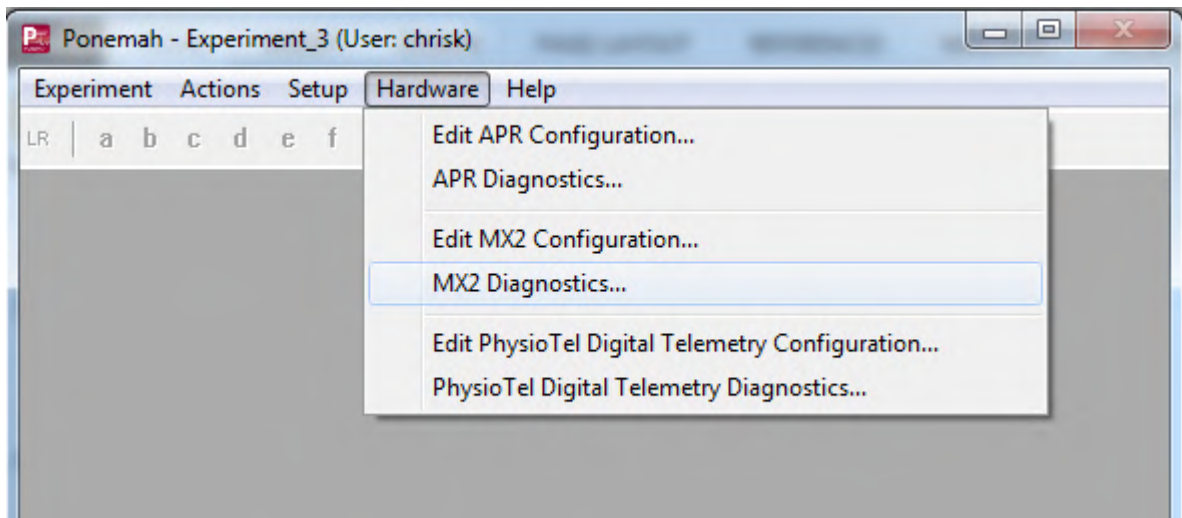 Ponemah - Experiment_3 (User: chrisk)
Experiment Actions Setup Hardware Help
LR a b c d e f
Edit APR Configuration...
APR Diagnostics...
Edit MX2 Configuration...
MX2 Diagnostics...
Edit PhysioTel Digital Telemetry Configuration...
PhysioTel Digital Telemetry Diagnostics...